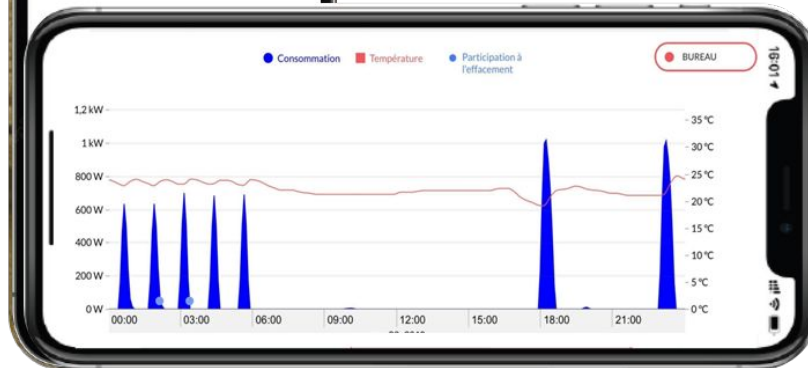 Consommation
Température
Participation à
l'effacement
BUREAU
16:01
1,2 kW
1 kW
800 W
600 W
400 W
200 W
0 W
35 °C
30 °C
25 °C
20 °C
15 °C
10 °C
5 °C
0 °C
00:00
03:00
06:00
09:00
12:00
15:00
18:00
21:00